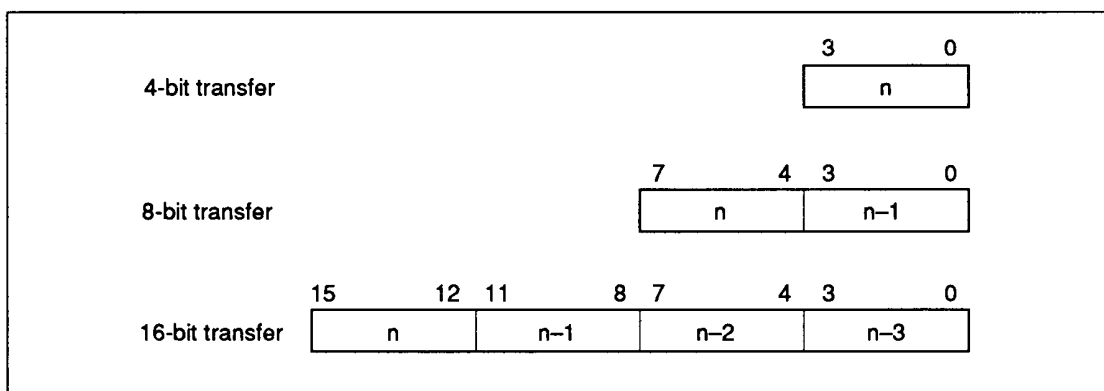 3 0
4-bit transfer n
7 4 3 0
8-bit transfer n n–1
15 12 11 8 7 4 3 0
16-bit transfer n n–1 n–2 n–3